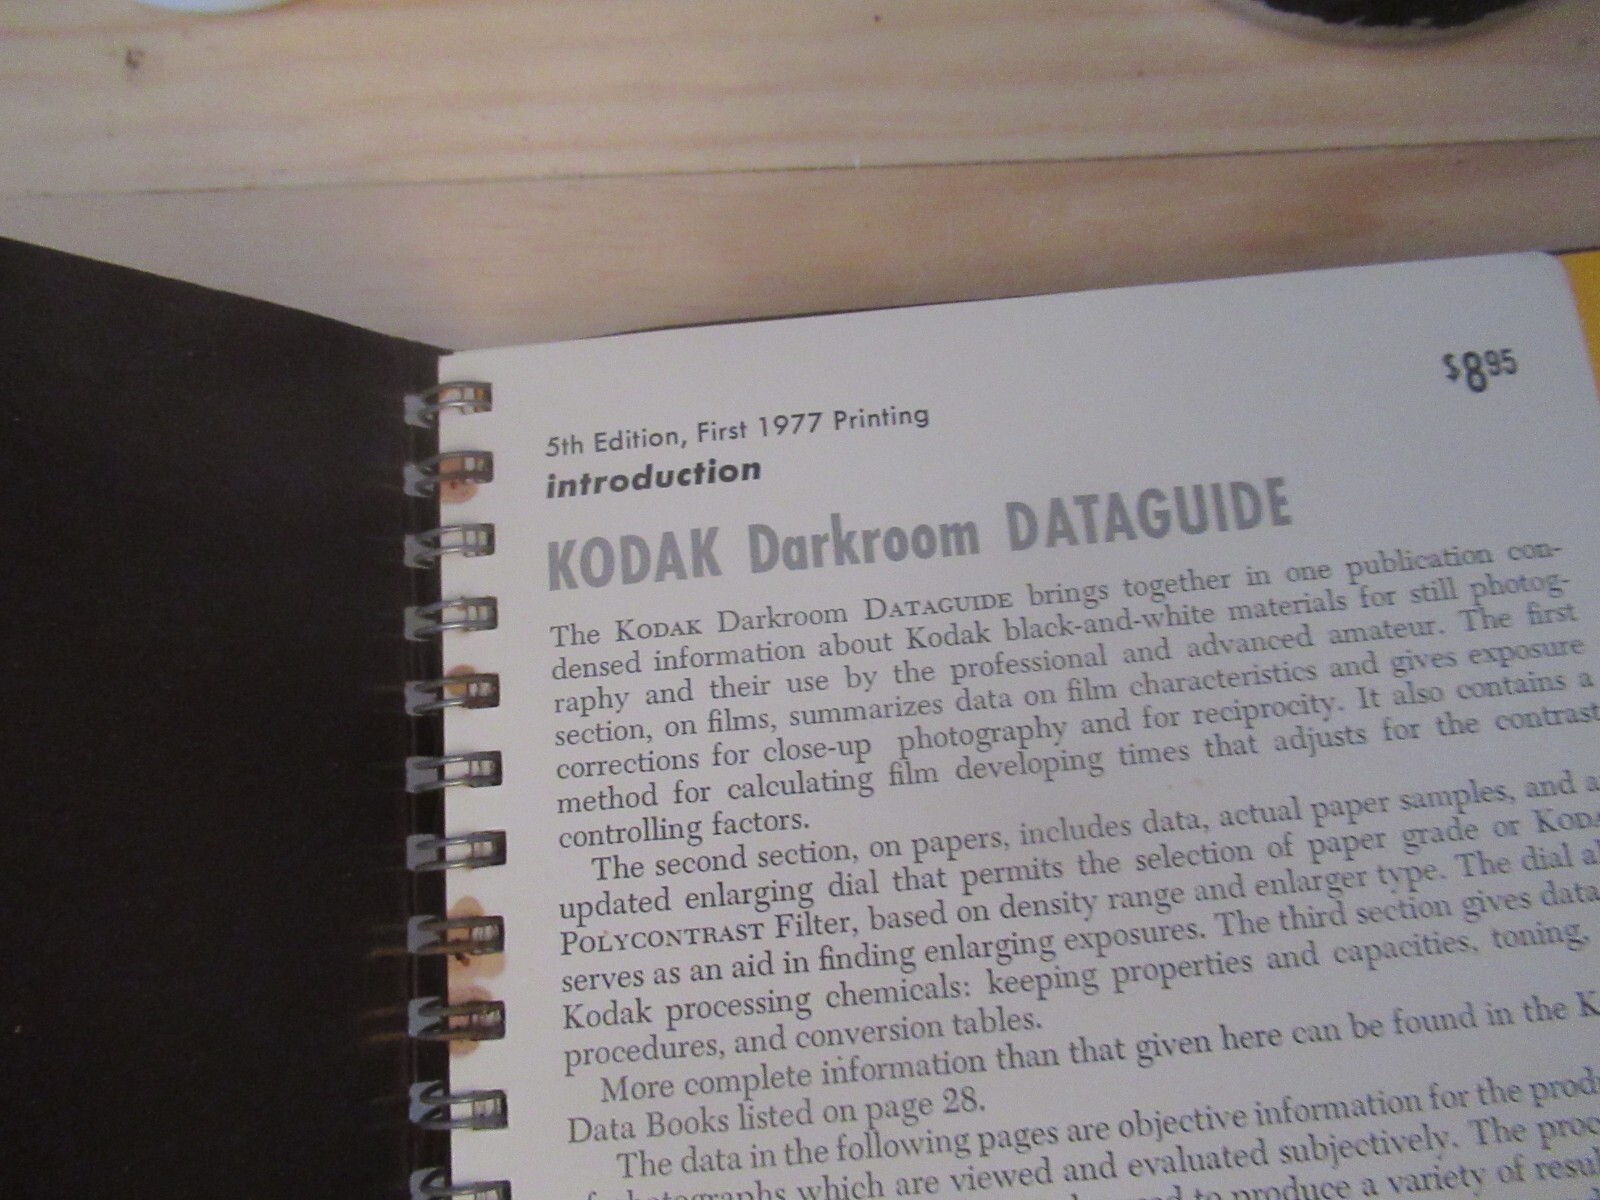 $8.95
5th Edition, First 1977 Printing
introduction
KODAK Darkroom DATAGUIDE
The KODAK Darkroom DATAGUIDE brings together in one publication con-
densed information about Kodak black-and-white materials for still photog-
raphy and their use by the professional and advanced amateur. The first
section, on films, summarizes data on film characteristics and gives exposure
corrections for close-up photography and for reciprocity. It also contains a
method for calculating film developing times that adjusts for the contrast
controlling factors.
The second section, on papers, includes data, actual paper samples, and
updated enlarging dial that permits the selection of paper grade or
POLYCONTRAST Filter, based on density range and enlarger type. The dial
serves as an aid in finding enlarging exposures. The third section gives data
Kodak processing chemicals: keeping properties and capacities, toning,
procedures, and conversion tables.
More complete information than that given here can be found in the
Data Books listed on page 28.
The data in the following pages are objective information for the
which are viewed and evaluated subjectively. The
to produce a variety of